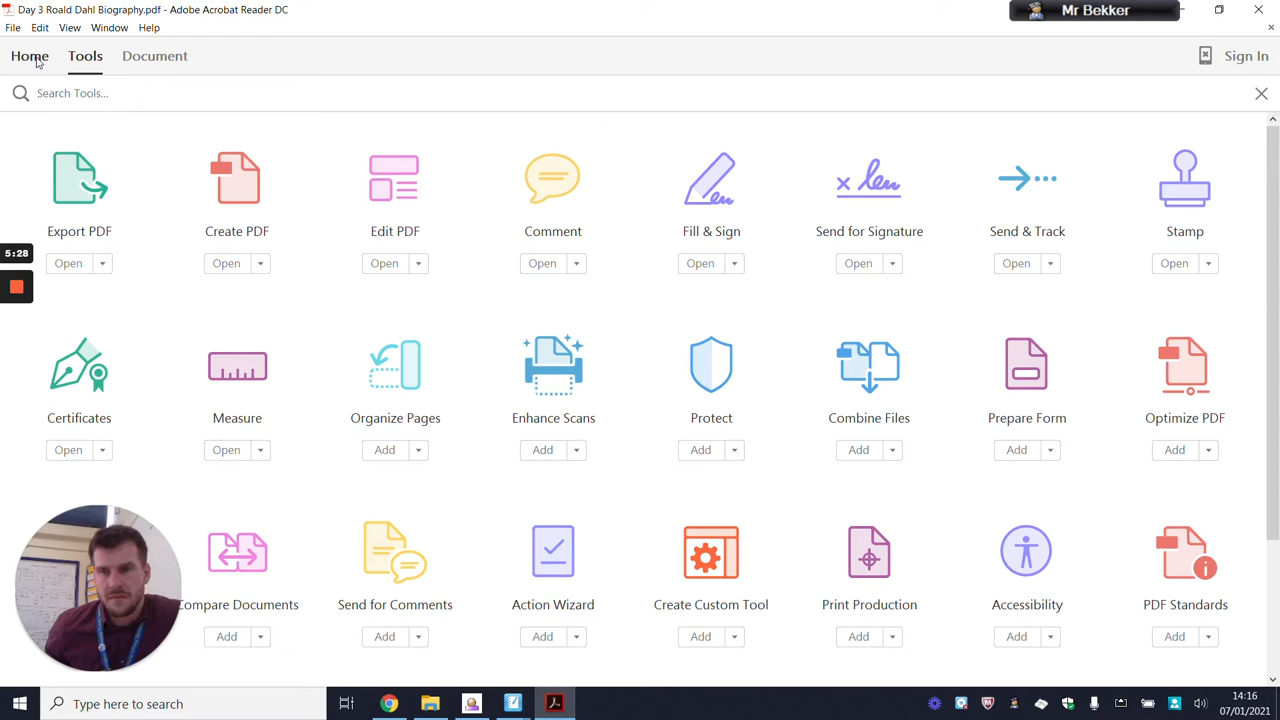 Day 3 Roald Dahl Biography.pdf - Adobe Acrobat Reader DC
Mr Bekker
File Edit View Window Help
Home Tools Document
Sign In
Search Tools...
Export PDF Create PDF Edit PDF Comment Fill & Sign Send for Signature Send & Track Stamp
Open Open Open Open Open Open Open Open
5:28
Certificates Measure Organize Pages Enhance Scans Protect Combine Files Prepare Form Optimize PDF
Open Open Add Add Add Add Add Add
Compare Documents Send for Comments Action Wizard Create Custom Tool Print Production Accessibility PDF Standards
Add Add Add Add Add Add Add
Type here to search
14:16
07/01/2021